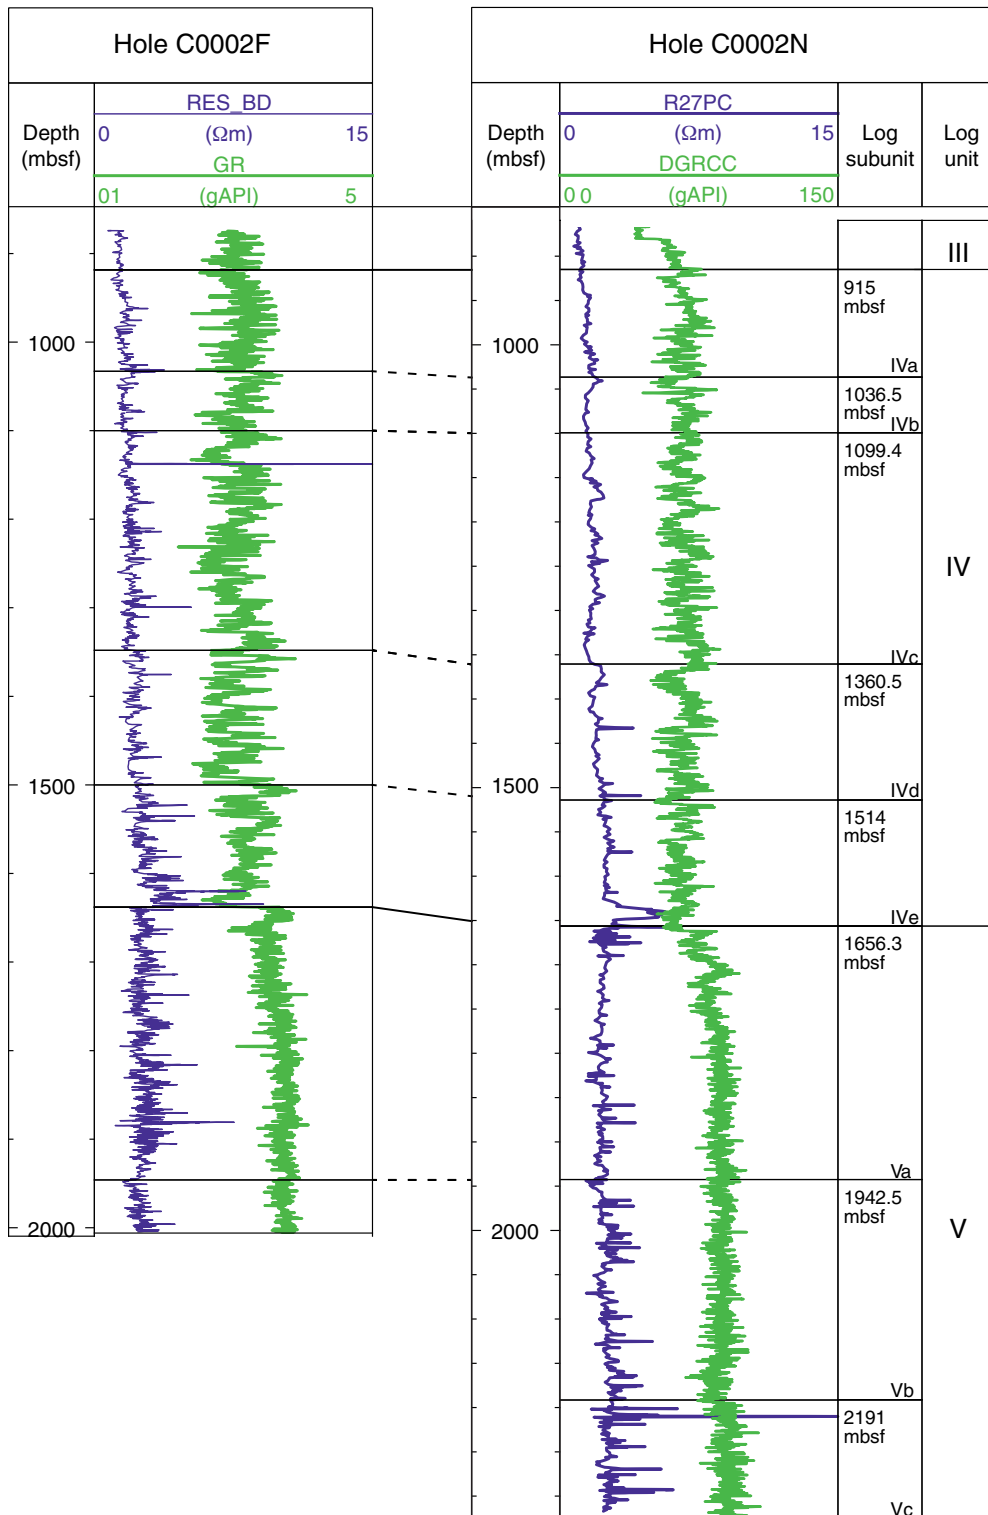 Hole C0002F
Hole C0002N
Depth
(mbsf)
RES_BD
0 (Ωm) 15
GR
01 (gAPI) 5
Depth
(mbsf)
R27PC
0 (Ωm) 15
DGRCC
0 0 (gAPI) 150
Log
subunit
Log
unit
1000
1500
2000
1000
1500
2000
915
mbsf
IVa
1036.5
mbsf
IVb
1099.4
mbsf
IVc
1360.5
mbsf
IVd
1514
mbsf
IVe
1656.3
mbsf
Va
1942.5
mbsf
Vb
2191
mbsf
Vc
III
IV
V